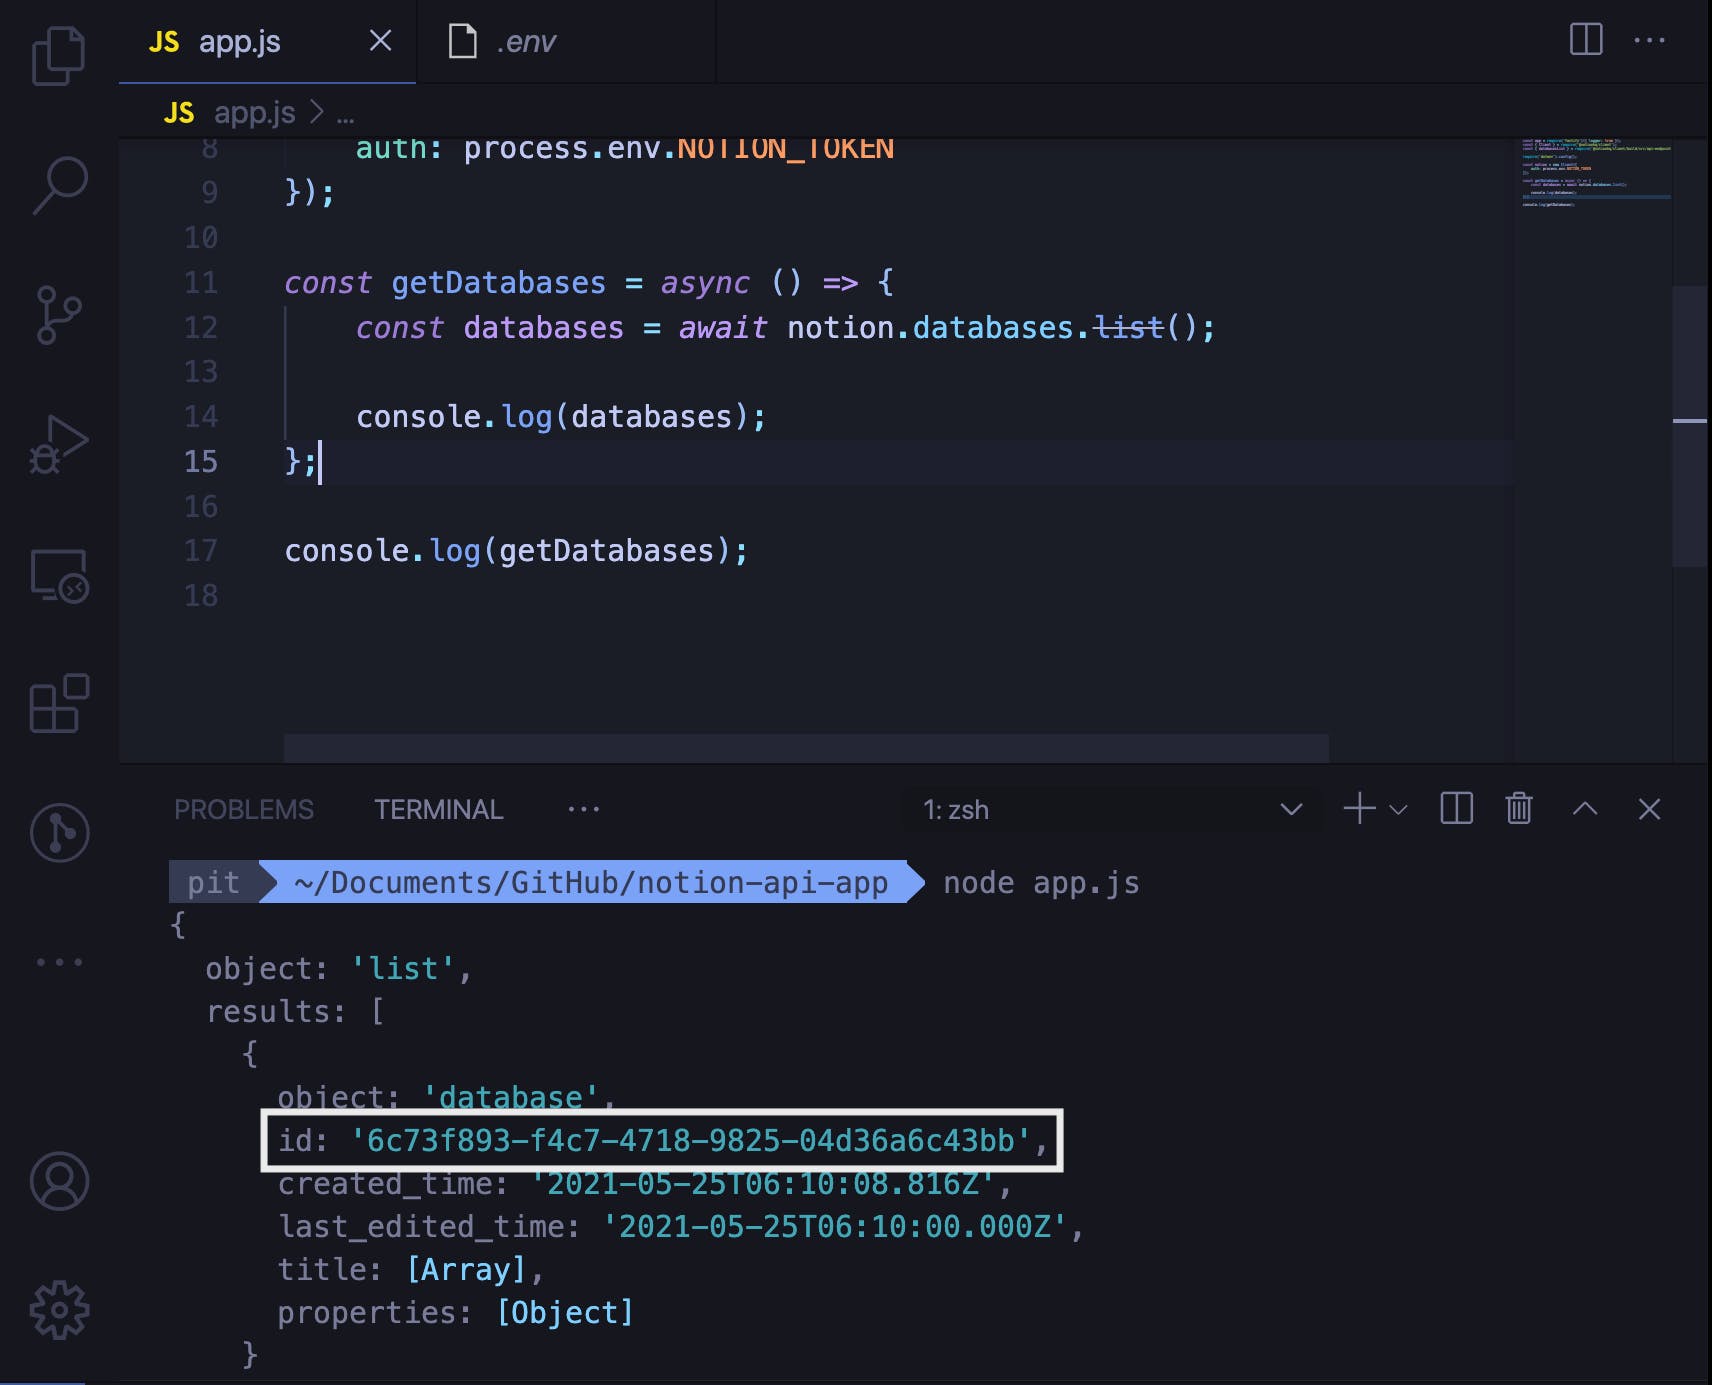 JS app.js
.env
JS app.js > ...
8 auth: process.env.NOTION_TOKEN
9 });
10
11 const getDatabases = async () => {
12 const databases = await notion.databases.list();
13
14 console.log(databases);
15 };
16
17 console.log(getDatabases);
18
PROBLEMS TERMINAL ... 1: zsh
pit ~/Documents/GitHub/notion-api-app node app.js
{
object: 'list',
results: [
{
object: 'database',
id: '6c73f893-f4c7-4718-9825-04d36a6c43bb',
created_time: '2021-05-25T06:10:08.816Z',
last_edited_time: '2021-05-25T06:10:00.000Z',
title: [Array],
properties: [Object]
}